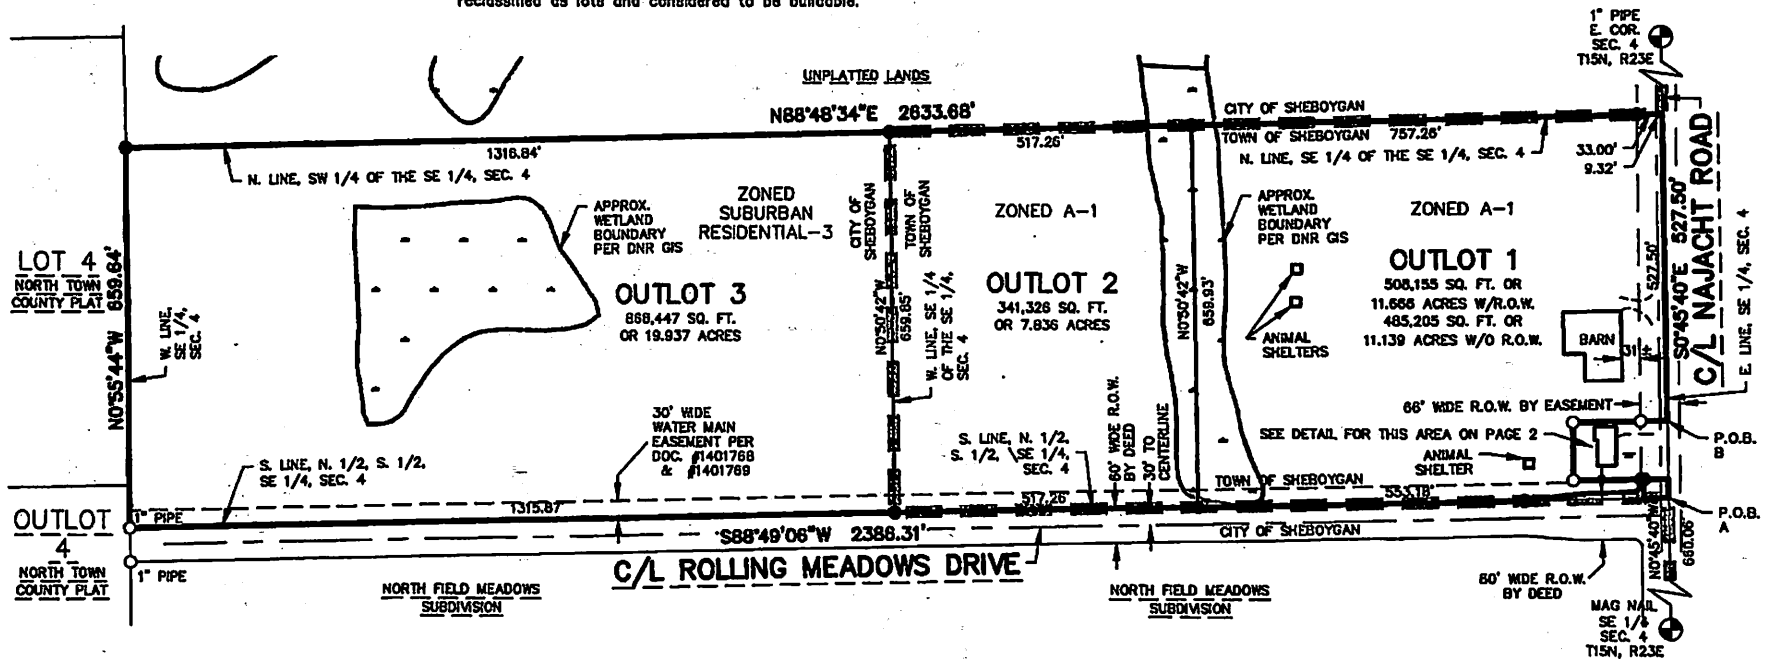 reclassified as lots and considered to be buildable.
1" PIPE
E. COR.
SEC. 4
T15N, R23E
UNPLATTED LANDS
N88°48'34"E 2633.68'
CITY OF SHEBOYGAN
TOWN OF SHEBOYGAN
757.26'
517.26'
1316.84'
N. LINE, SW 1/4 OF THE SE 1/4, SEC. 4
N. LINE, SE 1/4 OF THE SE 1/4, SEC. 4
33.00'
9.32'
ZONED
SUBURBAN
RESIDENTIAL-3
APPROX.
WETLAND
BOUNDARY
PER DNR GIS
CITY OF
SHEBOYGAN
TOWN OF
SHEBOYGAN
ZONED A-1
APPROX.
WETLAND
BOUNDARY
PER DNR GIS
ZONED A-1
LOT 4
NORTH TOWN
COUNTY PLAT
N0°55'44"W 659.64'
W. LINE,
SE 1/4,
SEC. 4
OUTLOT 3
868,447 SQ. FT.
OR 19.937 ACRES
N0°50'42"W
659.85'
W. LINE, SE 1/4
OF THE SE 1/4,
SEC. 4
OUTLOT 2
341,326 SQ. FT.
OR 7.836 ACRES
N0°50'42"W
659.93'
ANIMAL
SHELTERS
OUTLOT 1
508,155 SQ. FT. OR
11.666 ACRES W/R.O.W.
485,205 SQ. FT. OR
11.139 ACRES W/O R.O.W.
BARN
31'
527.50'
S0°45'40"E 527.50'
C/L NAJACHT ROAD
E. LINE, SE 1/4, SEC. 4
66' WIDE R.O.W. BY EASEMENT
SEE DETAIL FOR THIS AREA ON PAGE 2
ANIMAL
SHELTER
P.O.B.
B
30' WIDE
WATER MAIN
EASEMENT PER
DOC. #1401768
& #1401769
S. LINE, N. 1/2,
S. 1/2, SE 1/4,
SEC. 4
60' WIDE R.O.W.
BY DEED
30' TO
CENTERLINE
S. LINE, N. 1/2, S. 1/2,
SE 1/4, SEC. 4
TOWN OF SHEBOYGAN
553.18'
517.26'
1315.87'
1" PIPE
OUTLOT
4
NORTH TOWN
COUNTY PLAT
S88°49'06"W 2388.31'
CITY OF SHEBOYGAN
P.O.B.
A
N0°45'40"W
660.06'
1" PIPE
C/L ROLLING MEADOWS DRIVE
NORTH FIELD MEADOWS
SUBDIVISION
NORTH FIELD MEADOWS
SUBDIVISION
60' WIDE R.O.W.
BY DEED
MAG NAIL
SE 1/4
SEC. 4
T15N, R23E